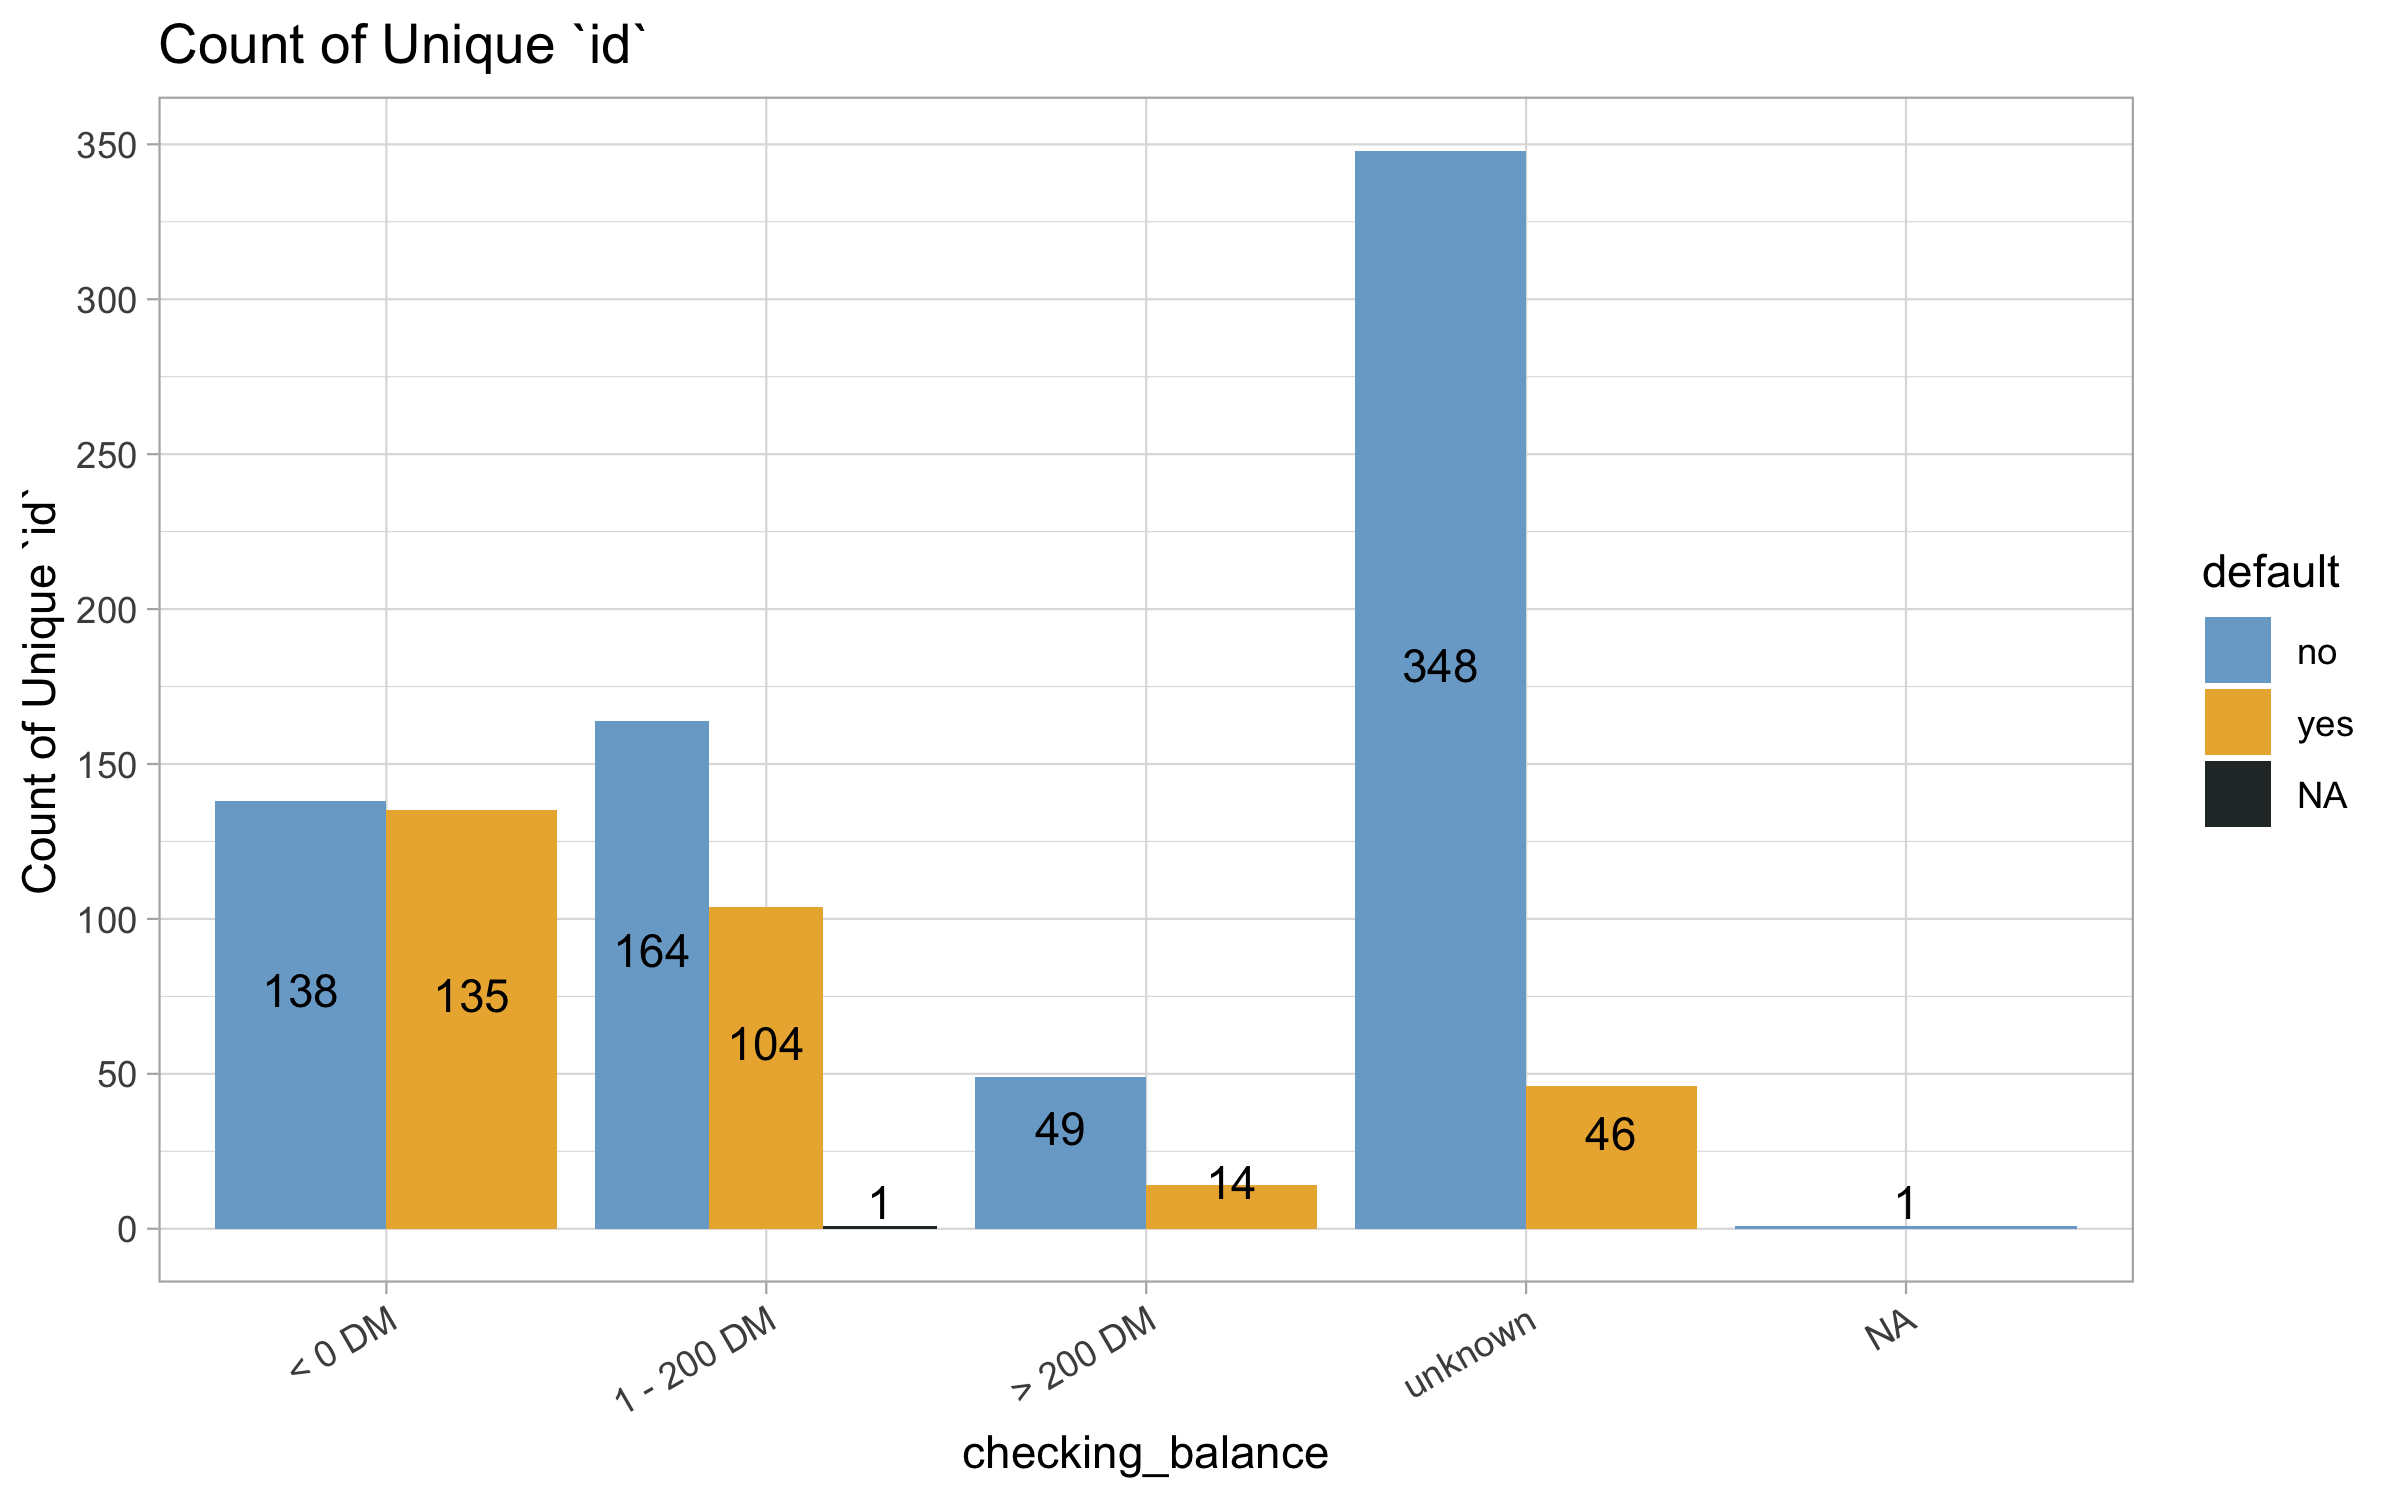 Count of Unique `id`
Count of Unique `id`
350
300
250
200
150
100
50
0
138
135
164
104
1
49
14
348
46
1
< 0 DM
1 - 200 DM
> 200 DM
unknown
NA
checking_balance
default
no
yes
NA